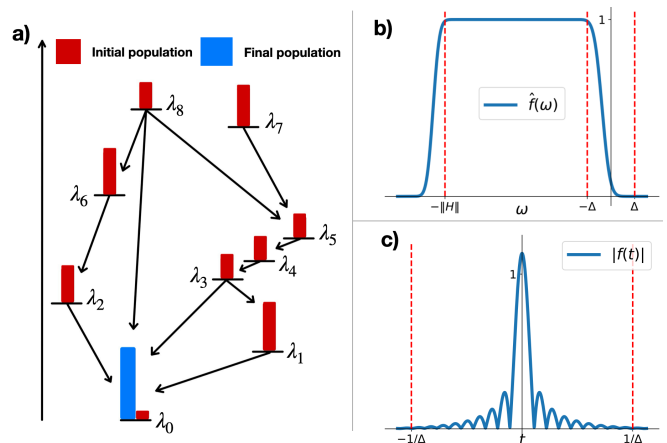 a)
Initial population
Final population
λ8
λ7
λ6
λ5
λ4
λ3
λ2
λ1
λ0
b)
1
f̂(ω)
−‖H‖
ω
−Δ
Δ
c)
|f(t)|
1
−1/Δ
t
1/Δ